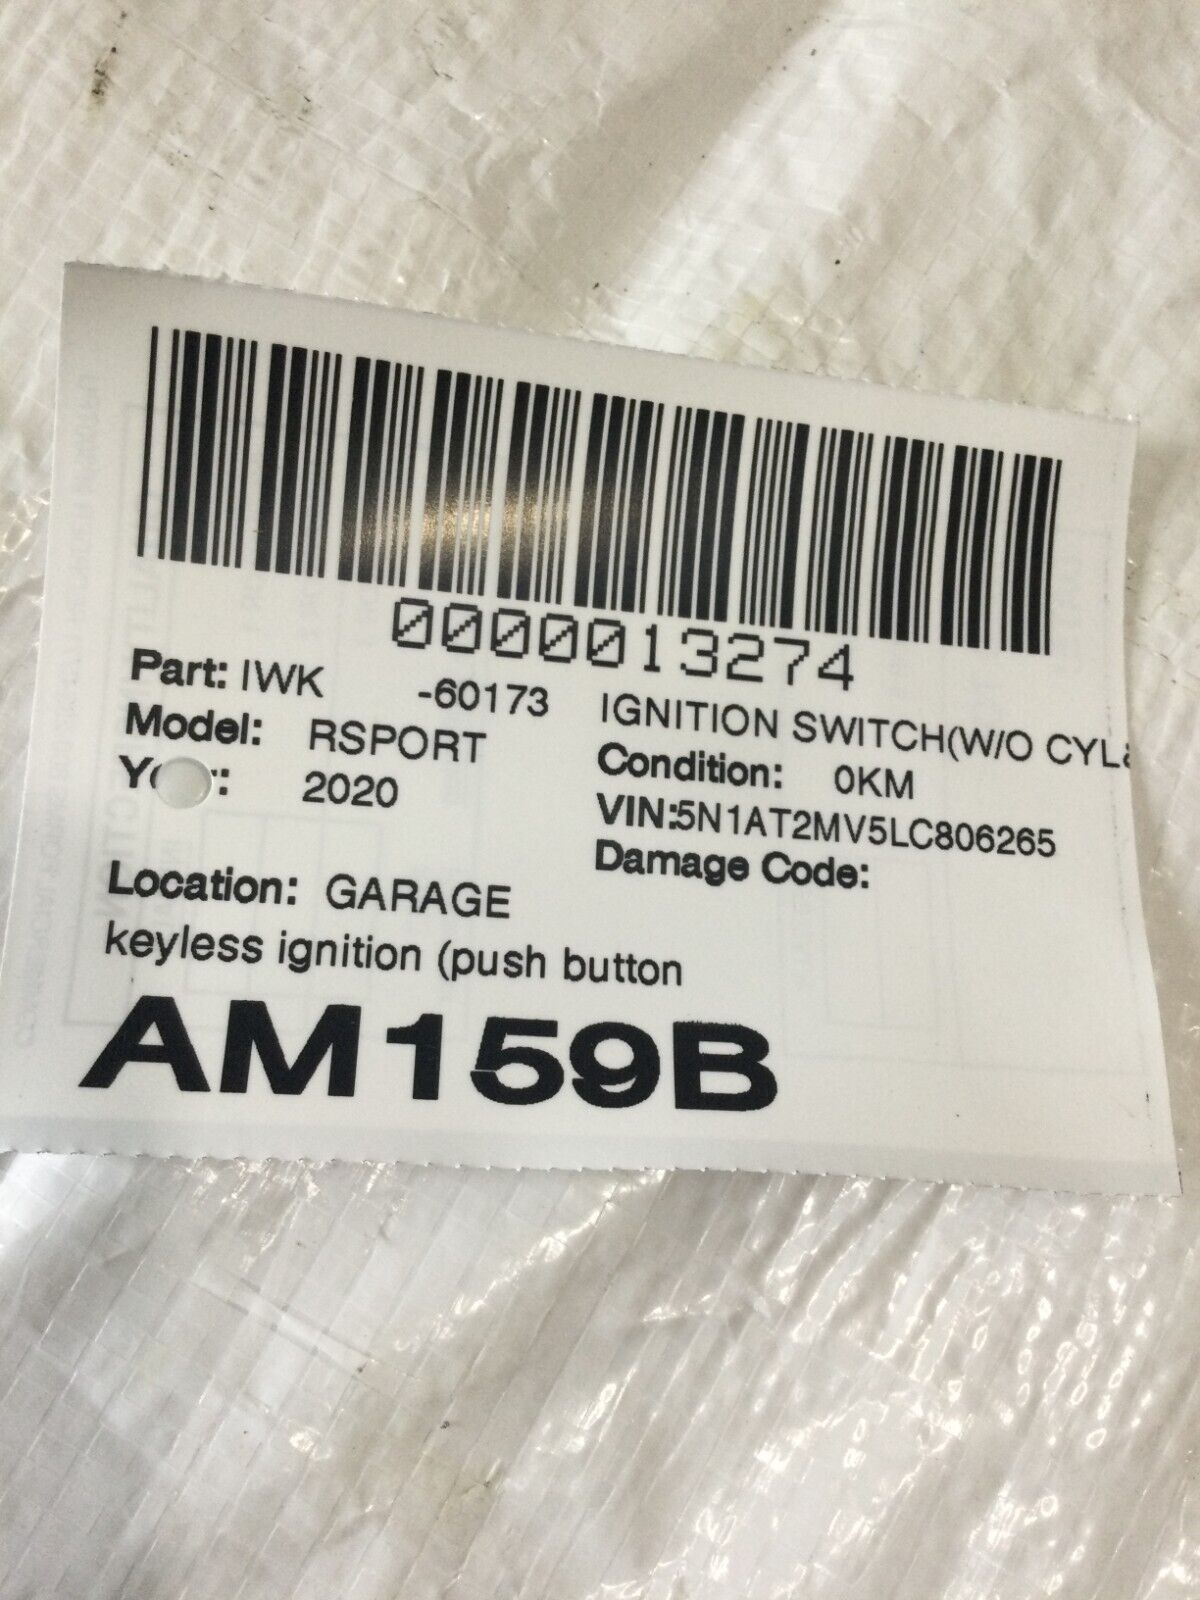 0000013274
Part: IWK -60173 IGNITION SWITCH(W/O CYL&
Model: RSPORT Condition: 0KM
2020 VIN:5N1AT2MV5LC806265
Damage Code:
Location: GARAGE
keyless ignition (push button
AM159B